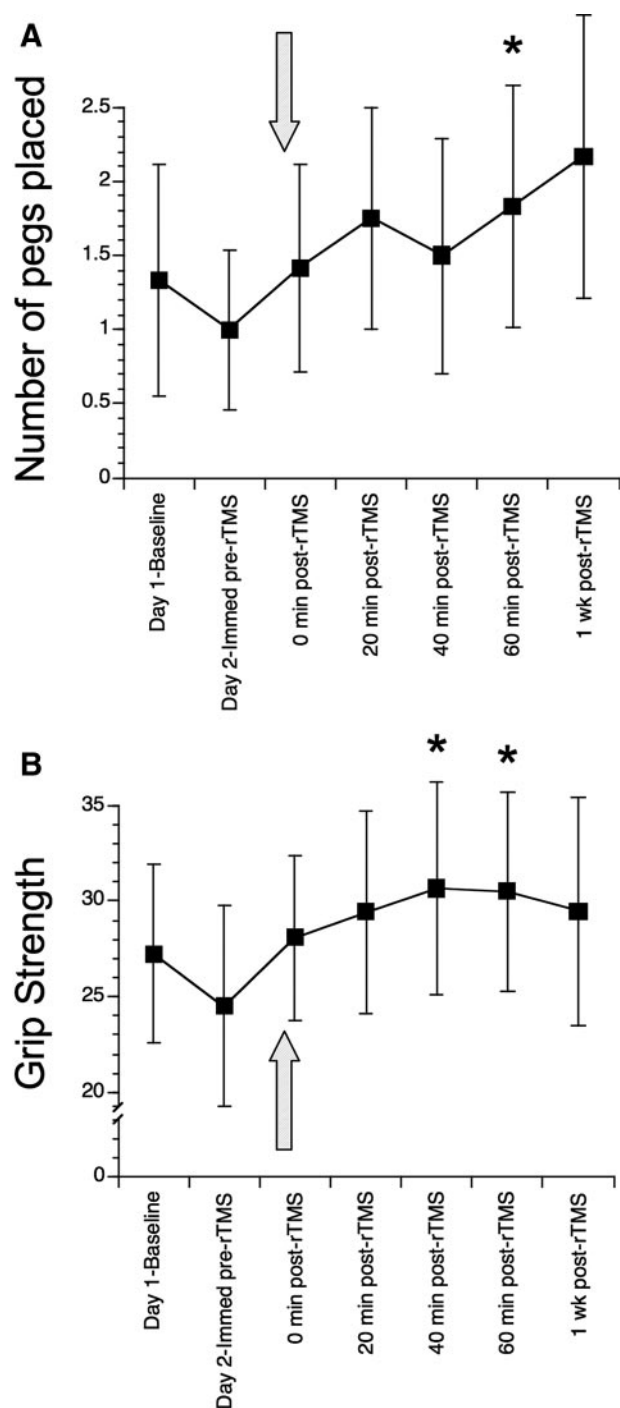 A
*
Number of pegs placed
2.5
2
1.5
1
0.5
0
Day 1-Baseline
Day 2-Immed pre-rTMS
0 min post-rTMS
20 min post-rTMS
40 min post-rTMS
60 min post-rTMS
1 wk post-rTMS
B
* *
Grip Strength
35
30
25
20
0
Day 1-Baseline
Day 2-Immed pre-rTMS
0 min post-rTMS
20 min post-rTMS
40 min post-rTMS
60 min post-rTMS
1 wk post-rTMS